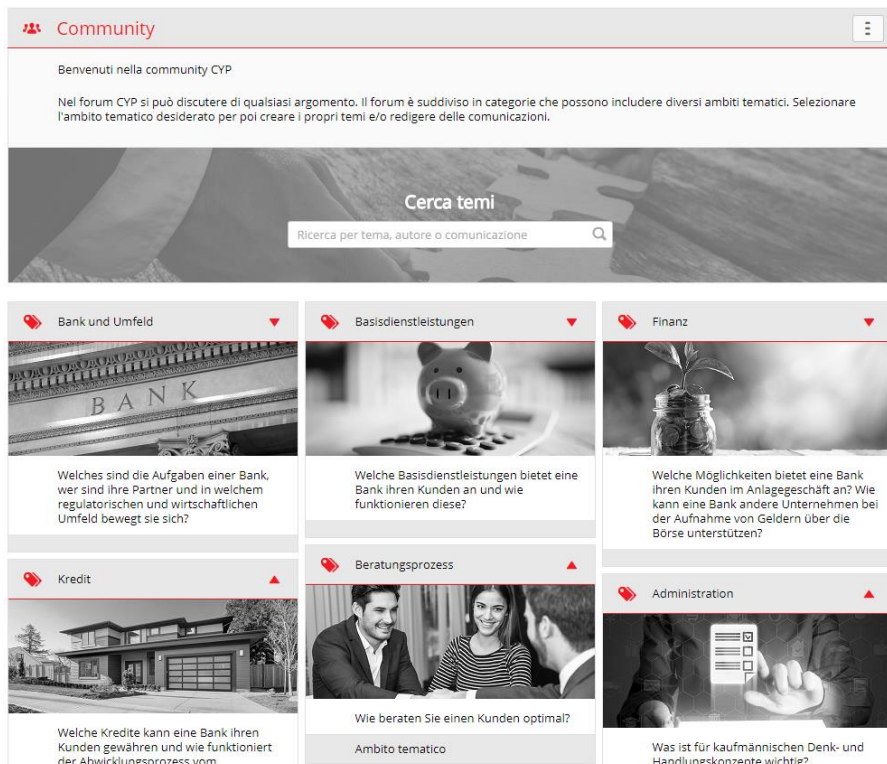 Community
Benvenuti nella community CYP
Nel forum CYP si può discutere di qualsiasi argomento. Il forum è suddiviso in categorie che possono includere diversi ambiti tematici. Selezionare
l'ambito tematico desiderato per poi creare i propri temi e/o redigere delle comunicazioni.
Cerca temi
Ricerca per tema, autore o comunicazione
Bank und Umfeld
BANK
Welches sind die Aufgaben einer Bank,
wer sind ihre Partner und in welchem
regulatorischen und wirtschaftlichen
Umfeld bewegt sie sich?
Basisdienstleistungen
Welche Basisdienstleistungen bietet eine
Bank ihren Kunden an und wie
funktionieren diese?
Finanz
Welche Möglichkeiten bietet eine Bank
ihren Kunden im Anlagegeschäft an? Wie
kann eine Bank andere Unternehmen bei
der Aufnahme von Geldern über die
Börse unterstützen?
Kredit
Welche Kredite kann eine Bank ihren
Kunden gewähren und wie funktioniert
der Abwicklungsprozess vom
Beratungsprozess
Wie beraten Sie einen Kunden optimal?
Ambito tematico
Administration
Was ist für kaufmännischen Denk- und
Handlungskonzepte wichtig?